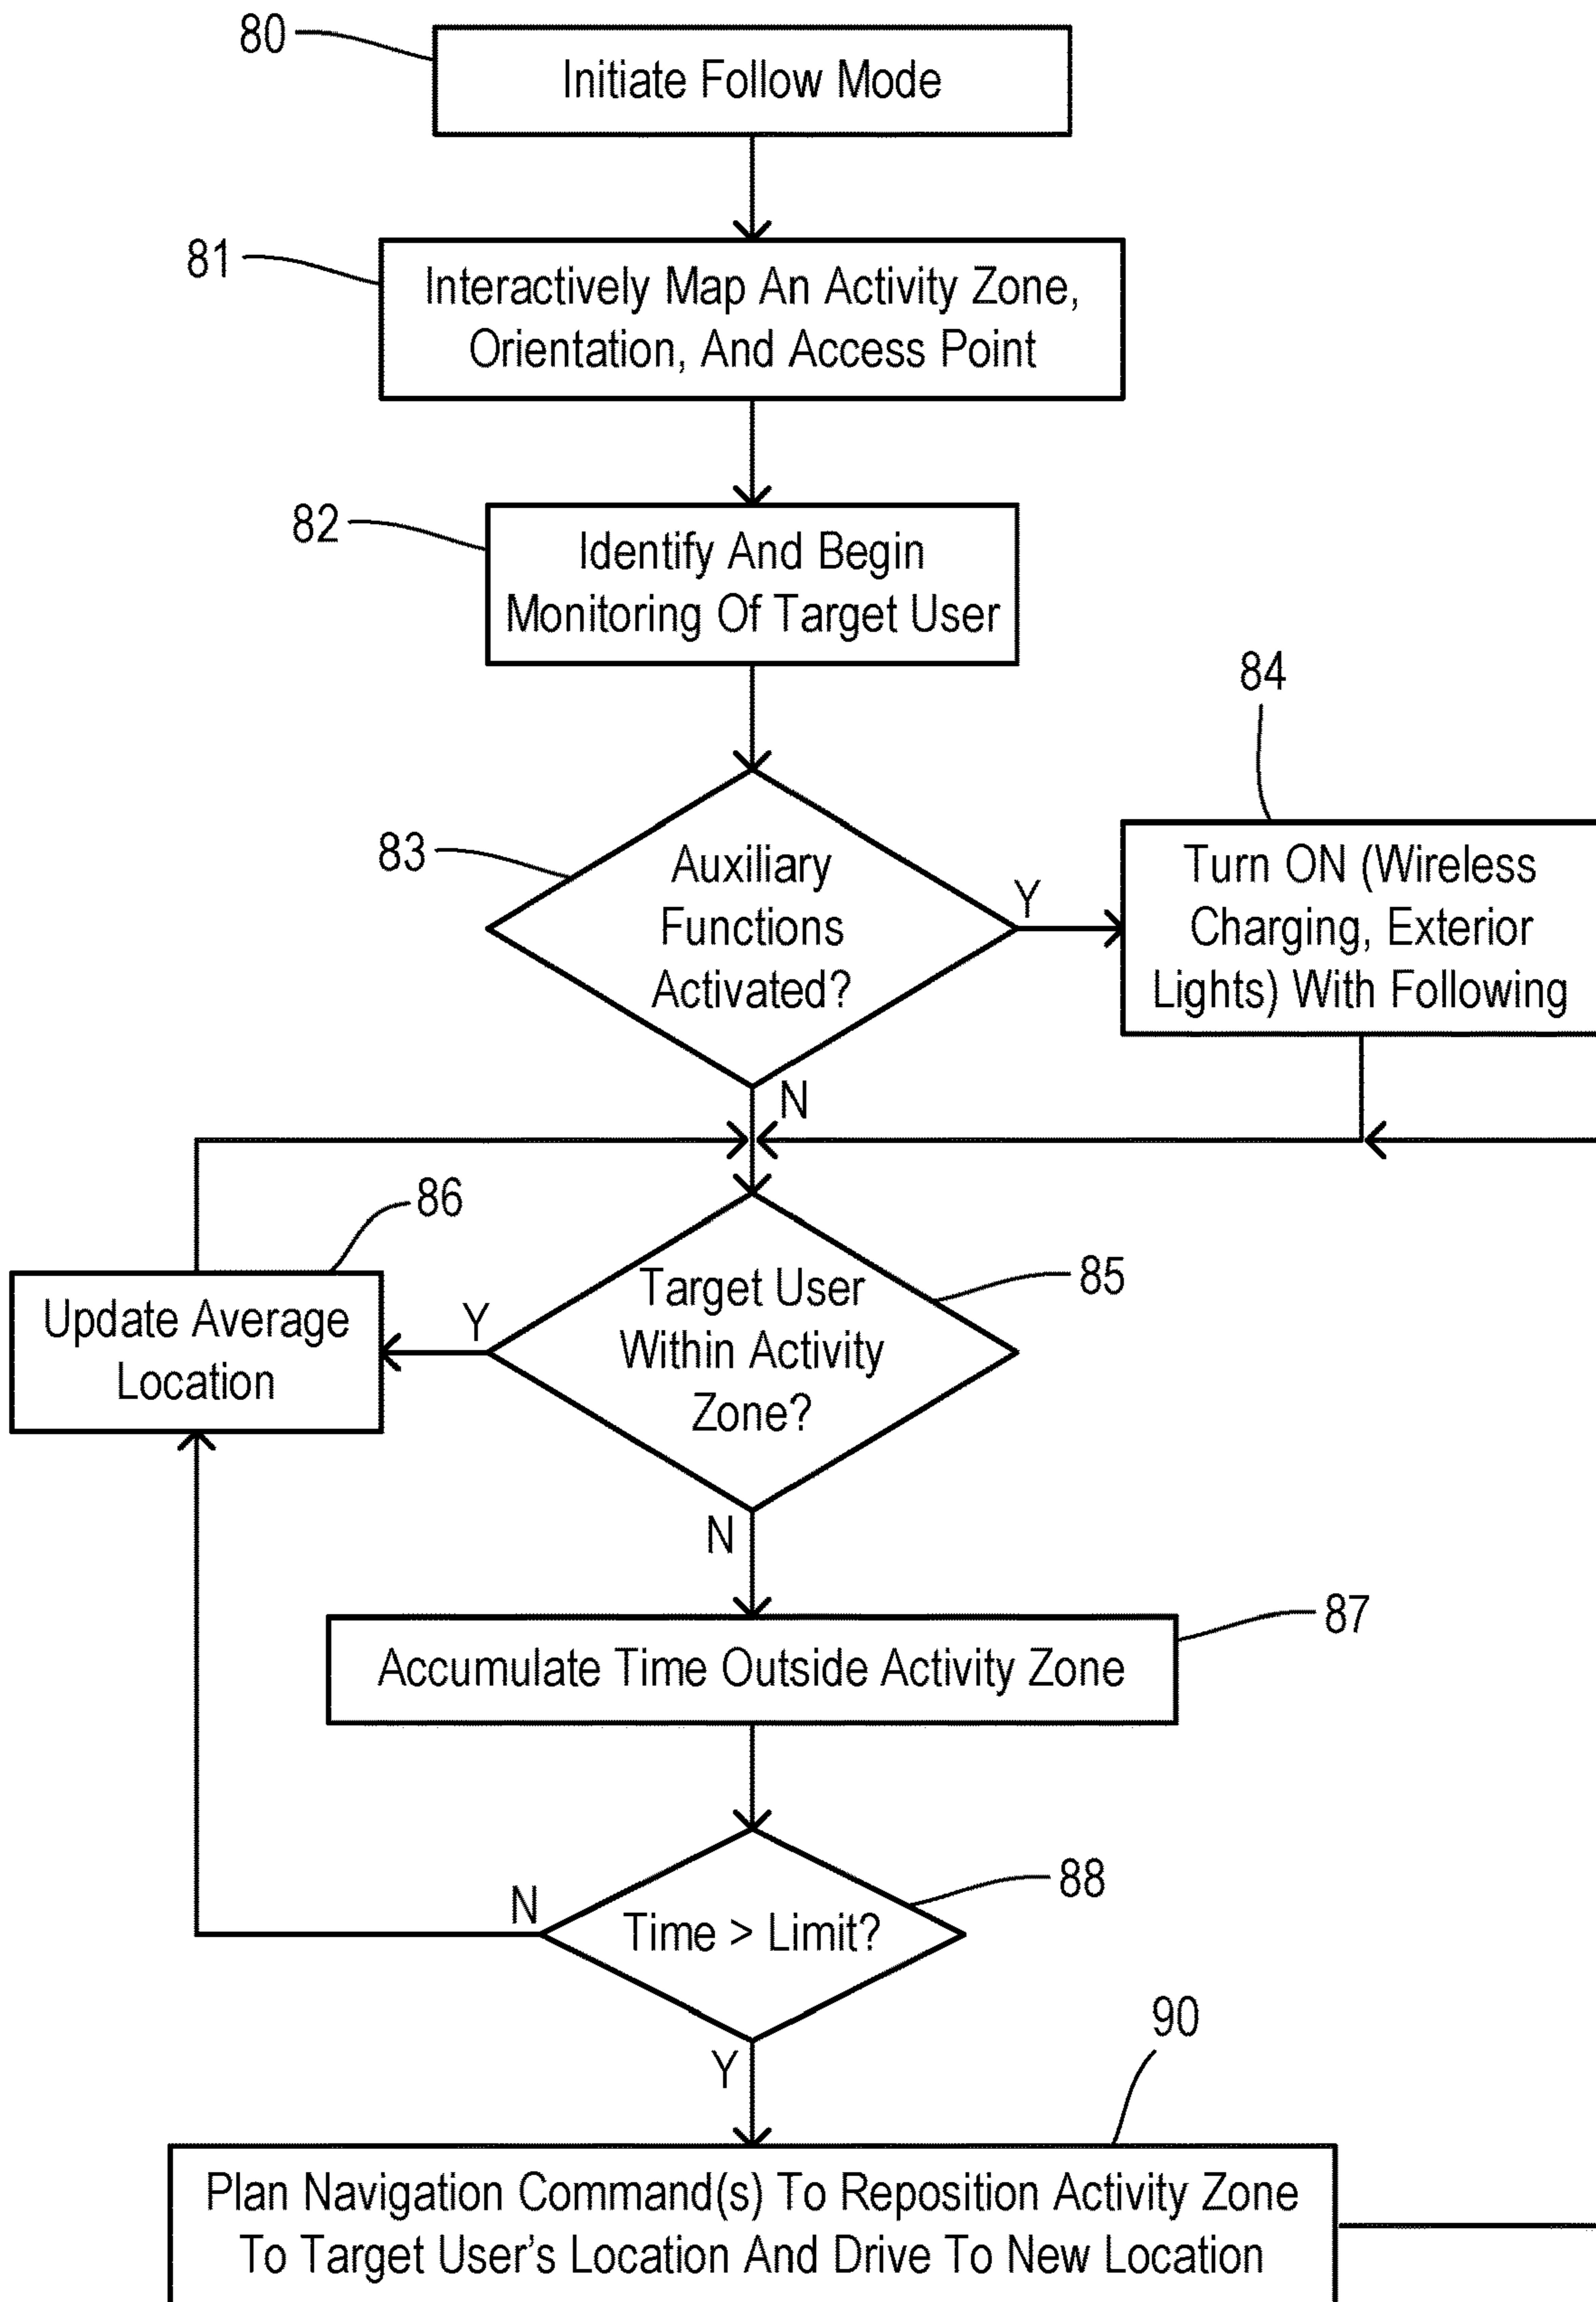 80
Initiate Follow Mode
81
Interactively Map An Activity Zone,
Orientation, And Access Point
82
Identify And Begin
Monitoring Of Target User
83
Auxiliary
Functions
Activated?
Y
84
Turn ON (Wireless
Charging, Exterior
Lights) With Following
N
86
Update Average
Location
Y
85
Target User
Within Activity
Zone?
N
87
Accumulate Time Outside Activity Zone
88
Time > Limit?
N
Y
90
Plan Navigation Command(s) To Reposition Activity Zone
To Target User’s Location And Drive To New Location